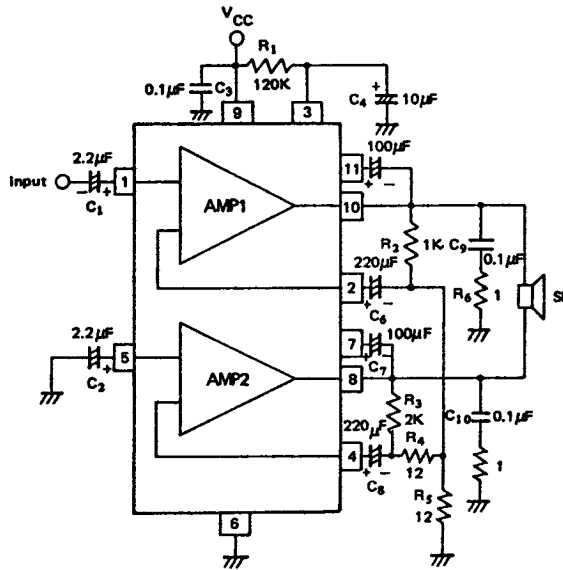 VCC
R1
120K
0.1μF
C3
C4
+
10μF
9
3
100μF
2.2μF
11
+ −
input
− +
1
C1
10
AMP1
R2
1K
C9
0.1μF
220μF
2
+ −
C6
R6
1
2.2μF
7
100μF
5
+
C2
+ −
C7
8
AMP2
R3
2K
C10
0.1μF
220μF
R4
4
12
+ −
C8
1
R5
12
6